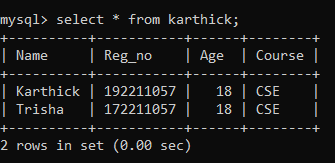 mysql> select * from karthick;
+----------+-----------+------+--------+
| Name     | Reg_no    | Age  | Course |
+----------+-----------+------+--------+
| Karthick | 192211057 |   18 | CSE    |
| Trisha   | 172211057 |   18 | CSE    |
+----------+-----------+------+--------+
2 rows in set (0.00 sec)